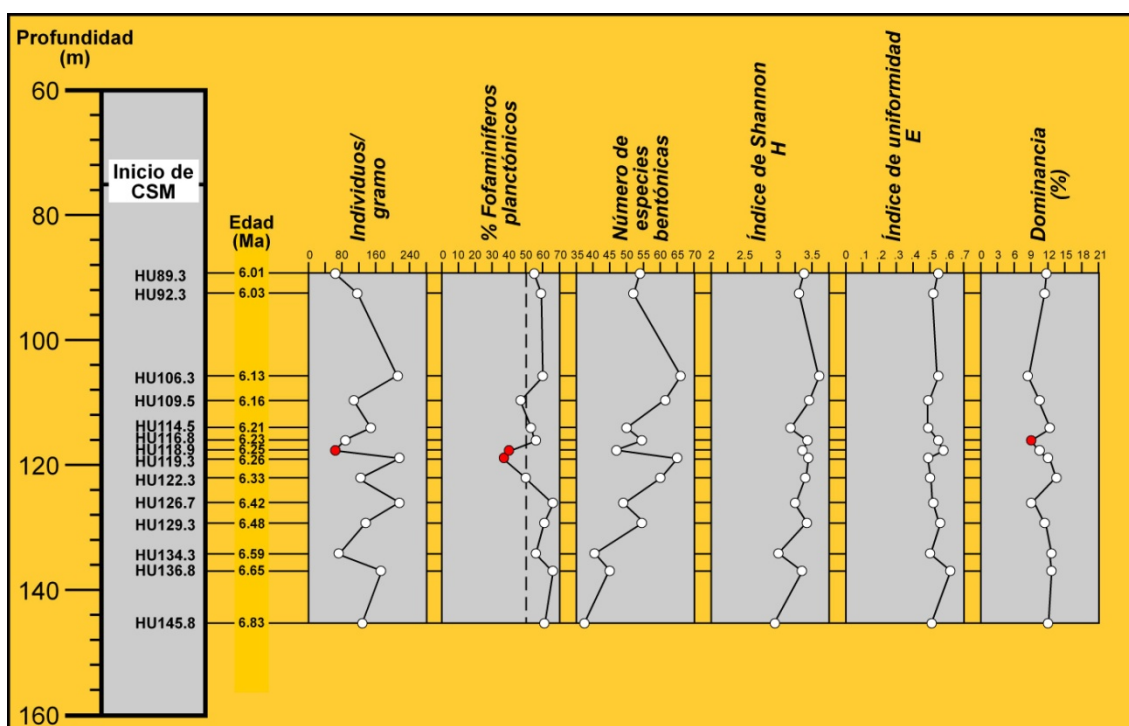 Profundidad
(m)
60
80
100
120
140
160
Inicio de
CSM
Edad
(Ma)
Individuos/
gramo
% Fofaminíferos
planctónicos
Número de
especies
bentónicas
Índice de Shannon
H
Índice de uniformidad
E
Dominancia
(%)
0 80 160 240
0 10 20 30 40 50 60 70
35 40 45 50 55 60 65 70
2 2.5 3 3.5
0 .1 .2 .3 .4 .5 .6 .7
0 3 6 9 12 15 18 21
HU89.3 6.01
HU92.3 6.03
HU106.3 6.13
HU109.5 6.16
HU114.5 6.21
HU116.8 6.23
HU118.9 6.25
HU119.3 6.26
HU122.3 6.33
HU126.7 6.42
HU129.3 6.48
HU134.3 6.59
HU136.8 6.65
HU145.8 6.83